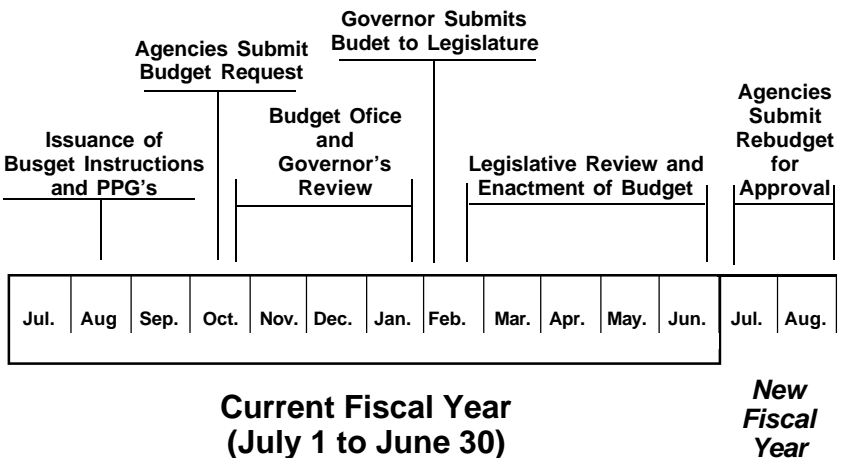 Governor Submits
Budet to Legislature
Agencies Submit
Budget Request
Agencies
Submit
Rebudget
for
Approval
Budget Ofice
and
Governor's
Review
Issuance of
Busget Instructions
and PPG's
Legislative Review and
Enactment of Budget
Jul. Aug Sep. Oct. Nov. Dec. Jan. Feb. Mar. Apr. May. Jun. Jul. Aug.
Current Fiscal Year
(July 1 to June 30)
New
Fiscal
Year